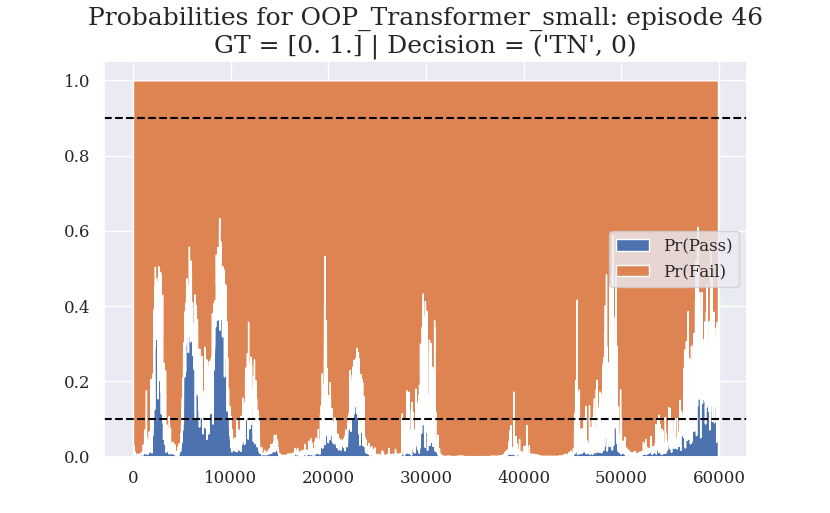 Probabilities for OOP_Transformer_small: episode 46
GT = [0. 1.] | Decision = ('TN', 0)
1.0
0.8
0.6
0.4
0.2
0.0
Pr(Pass)
Pr(Fail)
0 10000 20000 30000 40000 50000 60000